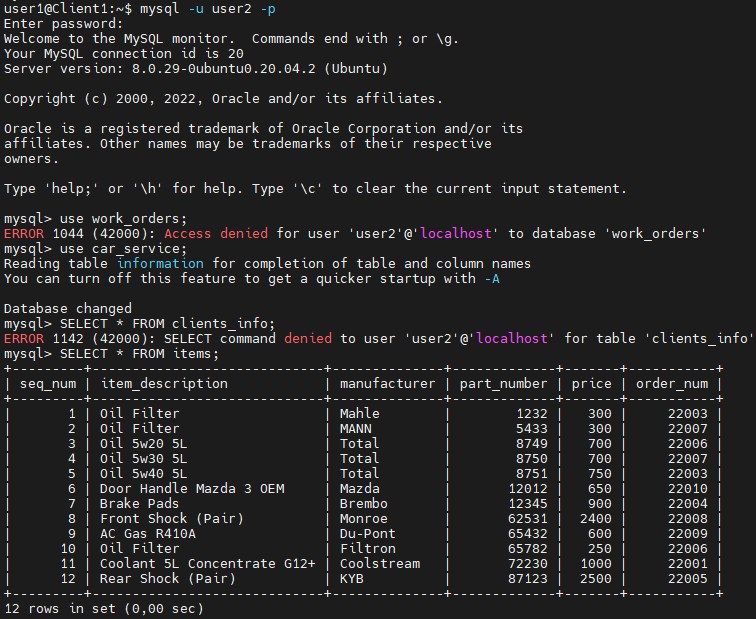 user1@Client1:~$ mysql -u user2 -p
Enter password:
Welcome to the MySQL monitor.  Commands end with ; or \g.
Your MySQL connection id is 20
Server version: 8.0.29-0ubuntu0.20.04.2 (Ubuntu)

Copyright (c) 2000, 2022, Oracle and/or its affiliates.

Oracle is a registered trademark of Oracle Corporation and/or its
affiliates. Other names may be trademarks of their respective
owners.

Type 'help;' or '\h' for help. Type '\c' to clear the current input statement.

mysql> use work_orders;
ERROR 1044 (42000): Access denied for user 'user2'@'localhost' to database 'work_orders'
mysql> use car_service;
Reading table information for completion of table and column names
You can turn off this feature to get a quicker startup with -A

Database changed
mysql> SELECT * FROM clients_info;
ERROR 1142 (42000): SELECT command denied to user 'user2'@'localhost' for table 'clients_info'
mysql> SELECT * FROM items;
+---------+-----------------------------+--------------+-------------+-------+-----------+
| seq_num | item_description            | manufacturer | part_number | price | order_num |
+---------+-----------------------------+--------------+-------------+-------+-----------+
|       1 | Oil Filter                  | Mahle        |        1232 |   300 |     22003 |
|       2 | Oil Filter                  | MANN         |        5433 |   300 |     22007 |
|       3 | Oil 5w20 5L                 | Total        |        8749 |   700 |     22006 |
|       4 | Oil 5w30 5L                 | Total        |        8750 |   700 |     22007 |
|       5 | Oil 5w40 5L                 | Total        |        8751 |   750 |     22003 |
|       6 | Door Handle Mazda 3 OEM     | Mazda        |       12012 |   650 |     22010 |
|       7 | Brake Pads                  | Brembo       |       12345 |   900 |     22004 |
|       8 | Front Shock (Pair)          | Monroe       |       62531 |  2400 |     22008 |
|       9 | AC Gas R410A                | Du-Pont      |       65432 |   600 |     22009 |
|      10 | Oil Filter                  | Filtron      |       65782 |   250 |     22006 |
|      11 | Coolant 5L Concentrate G12+ | Coolstream   |       72230 |  1000 |     22001 |
|      12 | Rear Shock (Pair)           | KYB          |       87123 |  2500 |     22005 |
+---------+-----------------------------+--------------+-------------+-------+-----------+
12 rows in set (0,00 sec)